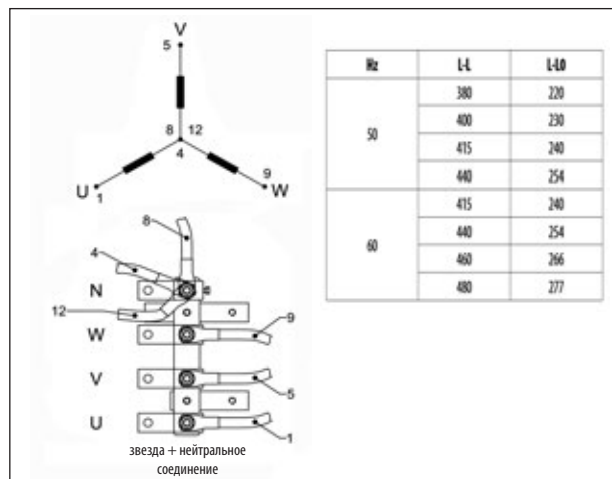 V
5
8 12
4
U 1
9 W
8
4
N
12
W
9
V
5
U
1
звезда + нейтральное
соединение
Hz L-L L-L0
50
380 220
400 230
415 240
440 254
60
415 240
440 254
460 266
480 277